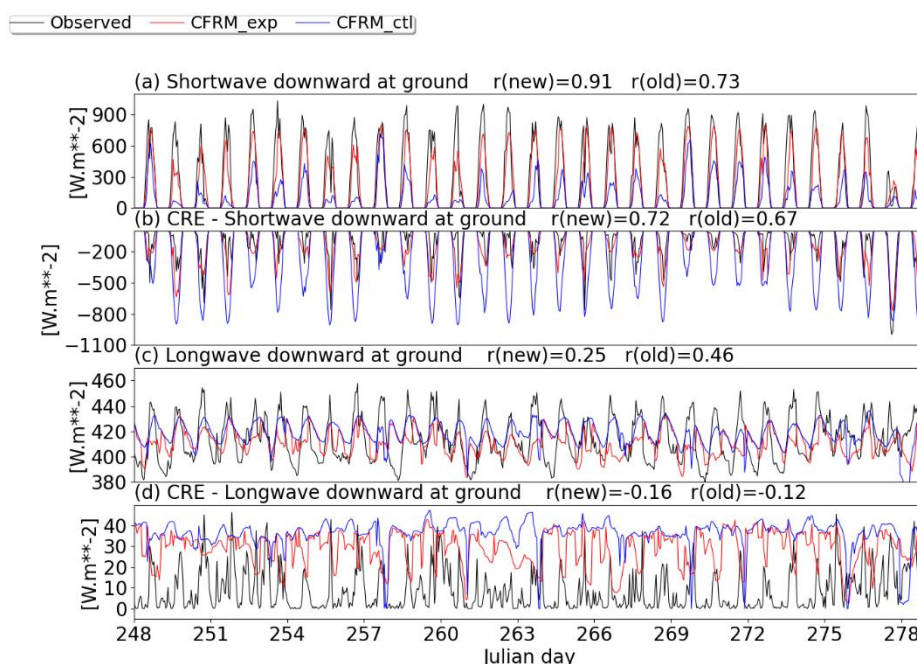 Observed CFRM_exp CFRM_ctl
(a) Shortwave downward at ground r(new)=0.91 r(old)=0.73
[W.m**-2]
900
600
300
0
(b) CRE - Shortwave downward at ground r(new)=0.72 r(old)=0.67
[W.m**-2]
−200
−500
−800
−1100
(c) Longwave downward at ground r(new)=0.25 r(old)=0.46
[W.m**-2]
460
440
420
400
380
(d) CRE - Longwave downward at ground r(new)=-0.16 r(old)=-0.12
[W.m**-2]
40
30
20
10
0
248 251 254 257 260 263 266 269 272 275 278
Julian day